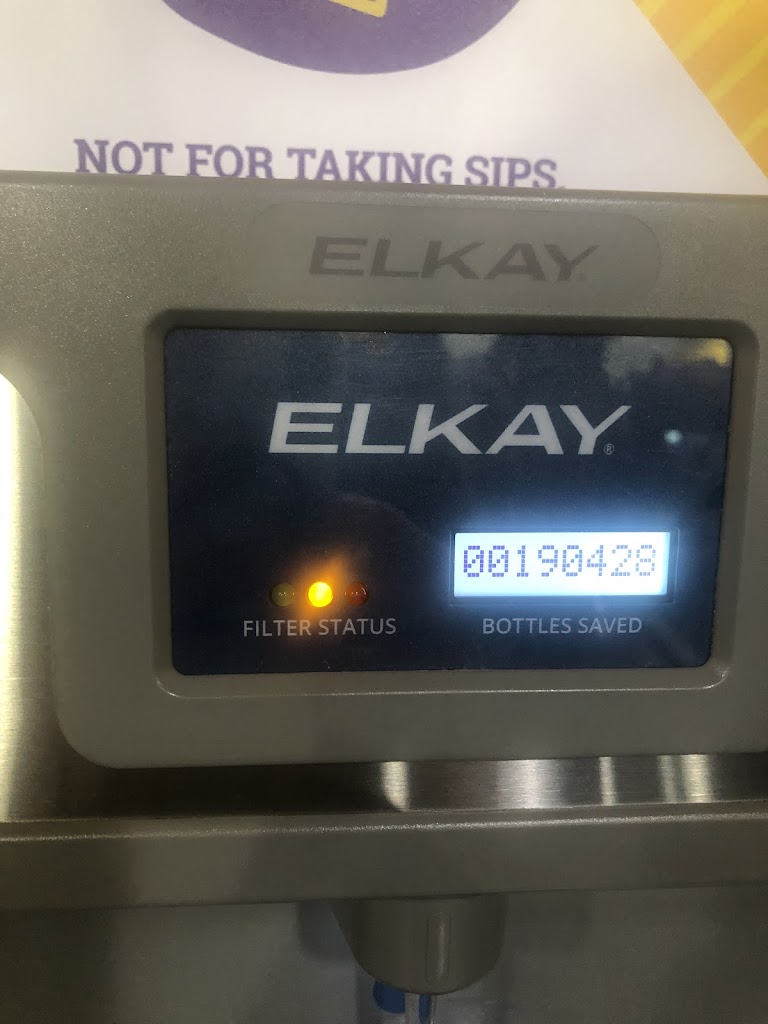 NOT FOR TAKING SIPS.
ELKAY
ELKAY®
00190428
FILTER STATUS
BOTTLES SAVED